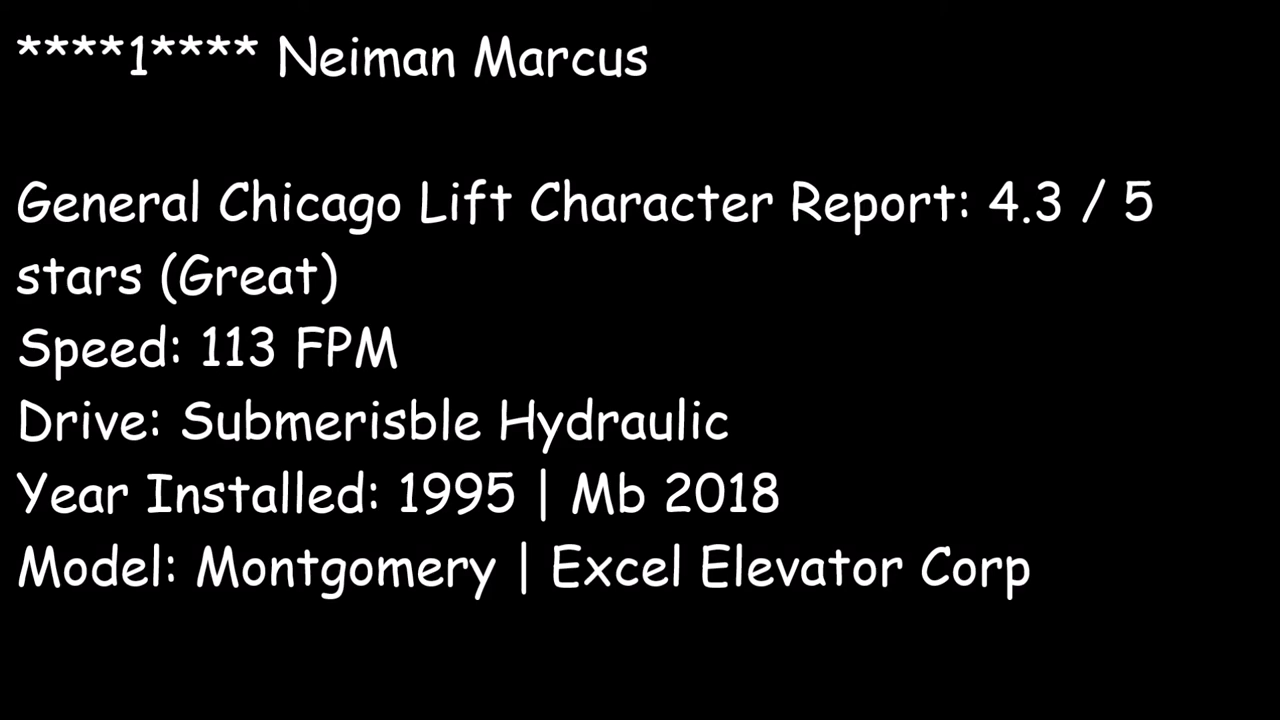 ****1**** Neiman Marcus
General Chicago Lift Character Report: 4.3 / 5
stars (Great)
Speed: 113 FPM
Drive: Submerisble Hydraulic
Year Installed: 1995 | Mb 2018
Model: Montgomery | Excel Elevator Corp